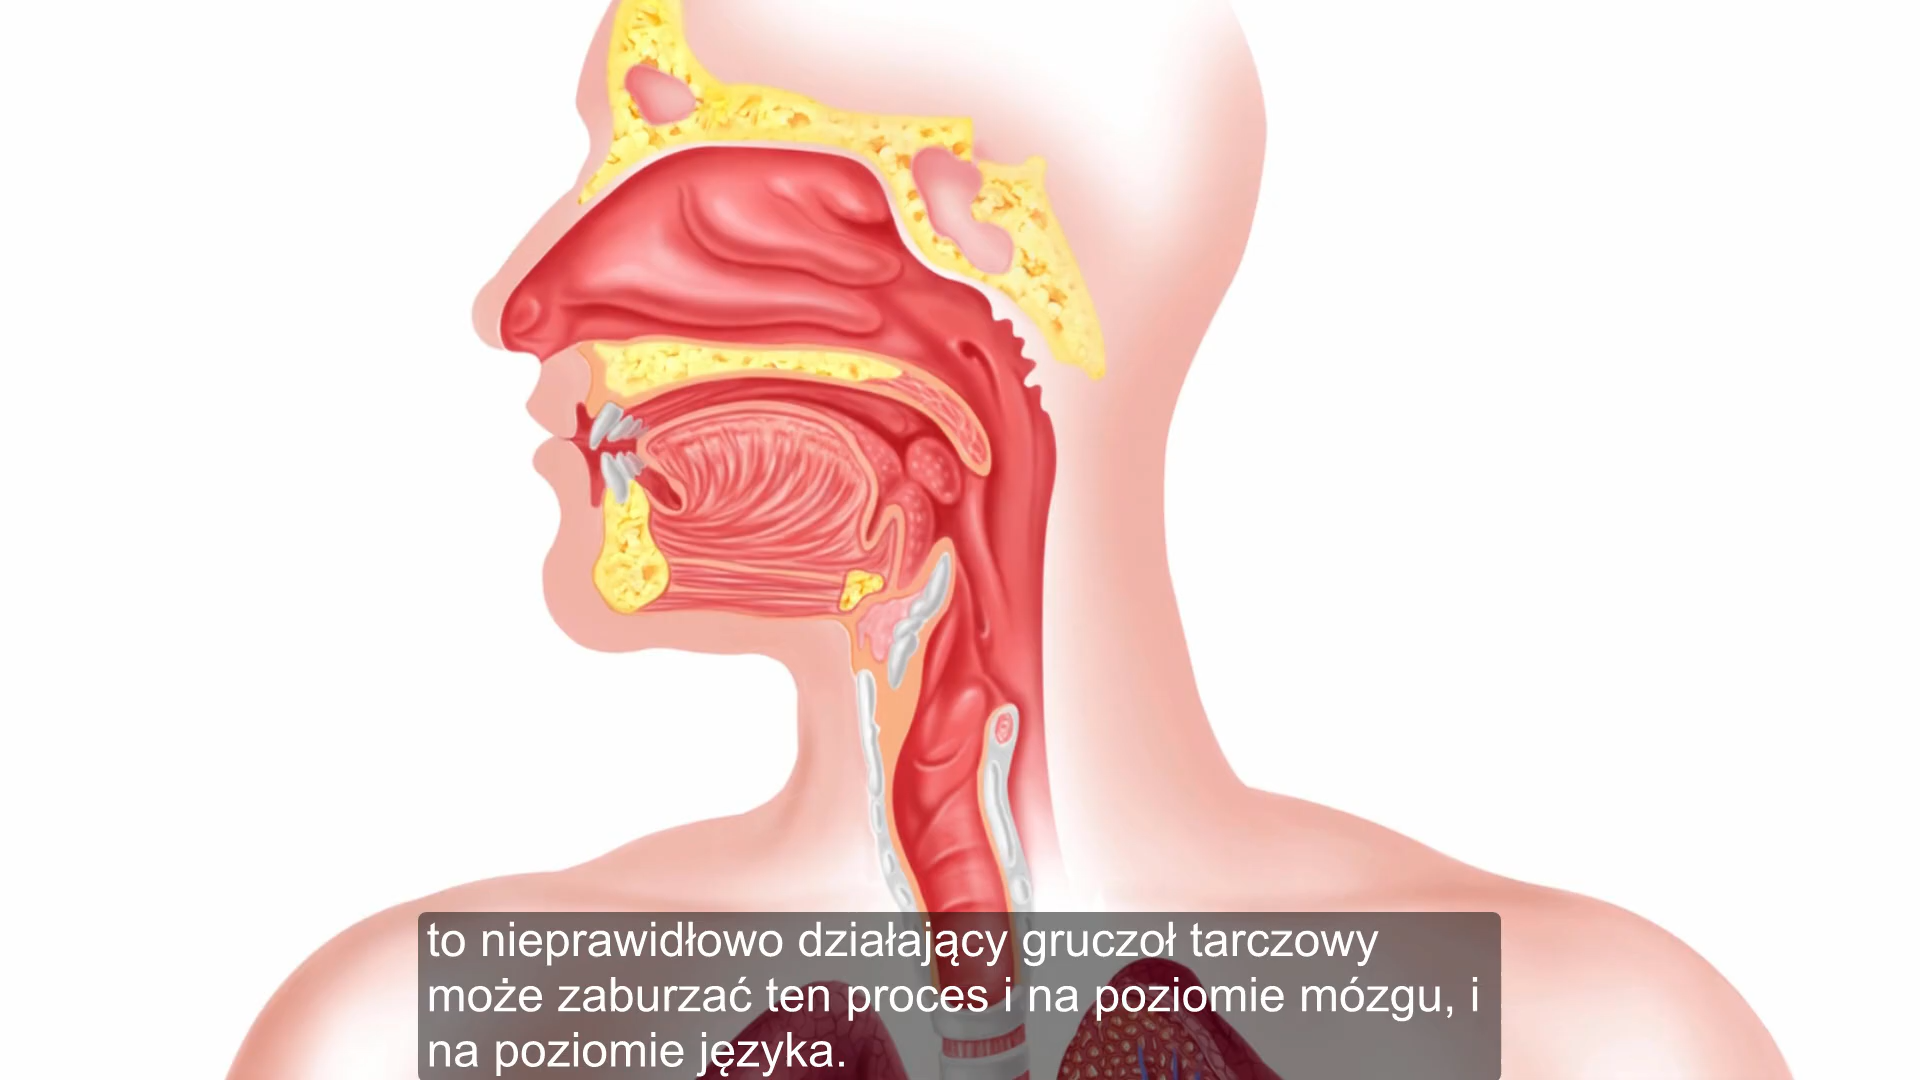 to nieprawidłowo działający gruczoł tarczowy
może zaburzać ten proces i na poziomie mózgu, i
na poziomie języka.